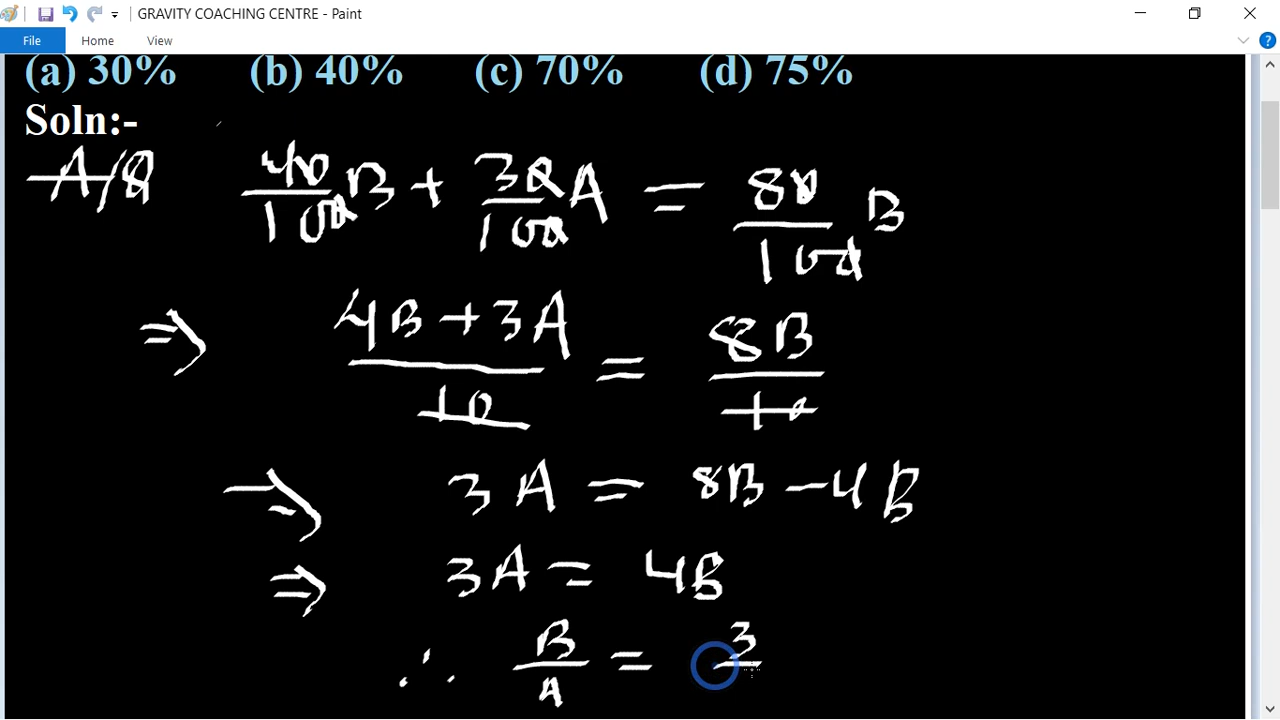 GRAVITY COACHING CENTRE - Paint
File Home View
(a) 30% (b) 40% (c) 70% (d) 75%
Soln:-
A/Q 40/100 B + 30/100 A = 80/100 B
⇒ 4B + 3A/10 = 8B/10
⇒ 3A = 8B - 4B
⇒ 3A = 4B
∴ B/A = 3/